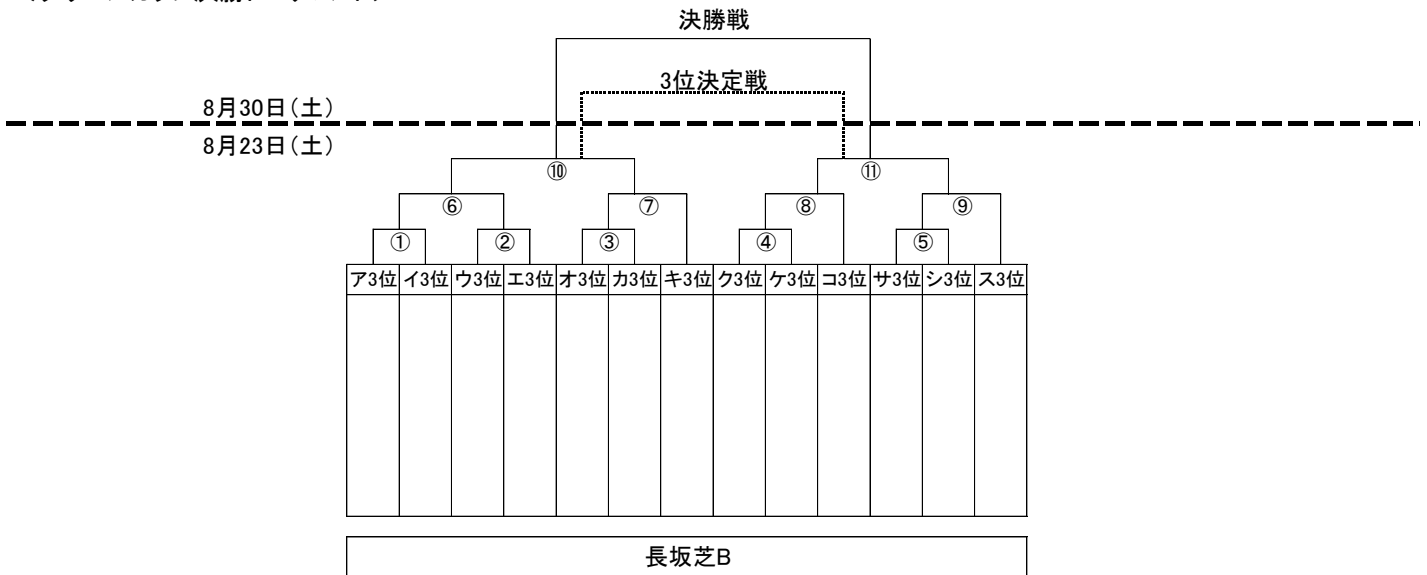 決勝戦
3位決定戦
8月30日（土）
8月23日（土）
⑩ ⑪
⑥ ⑦ ⑧ ⑨
① ② ③ ④ ⑤
ア3位 イ3位 ウ3位 エ3位 オ3位 カ3位 キ3位 ク3位 ケ3位 コ3位 サ3位 シ3位 ス3位
長坂芝B